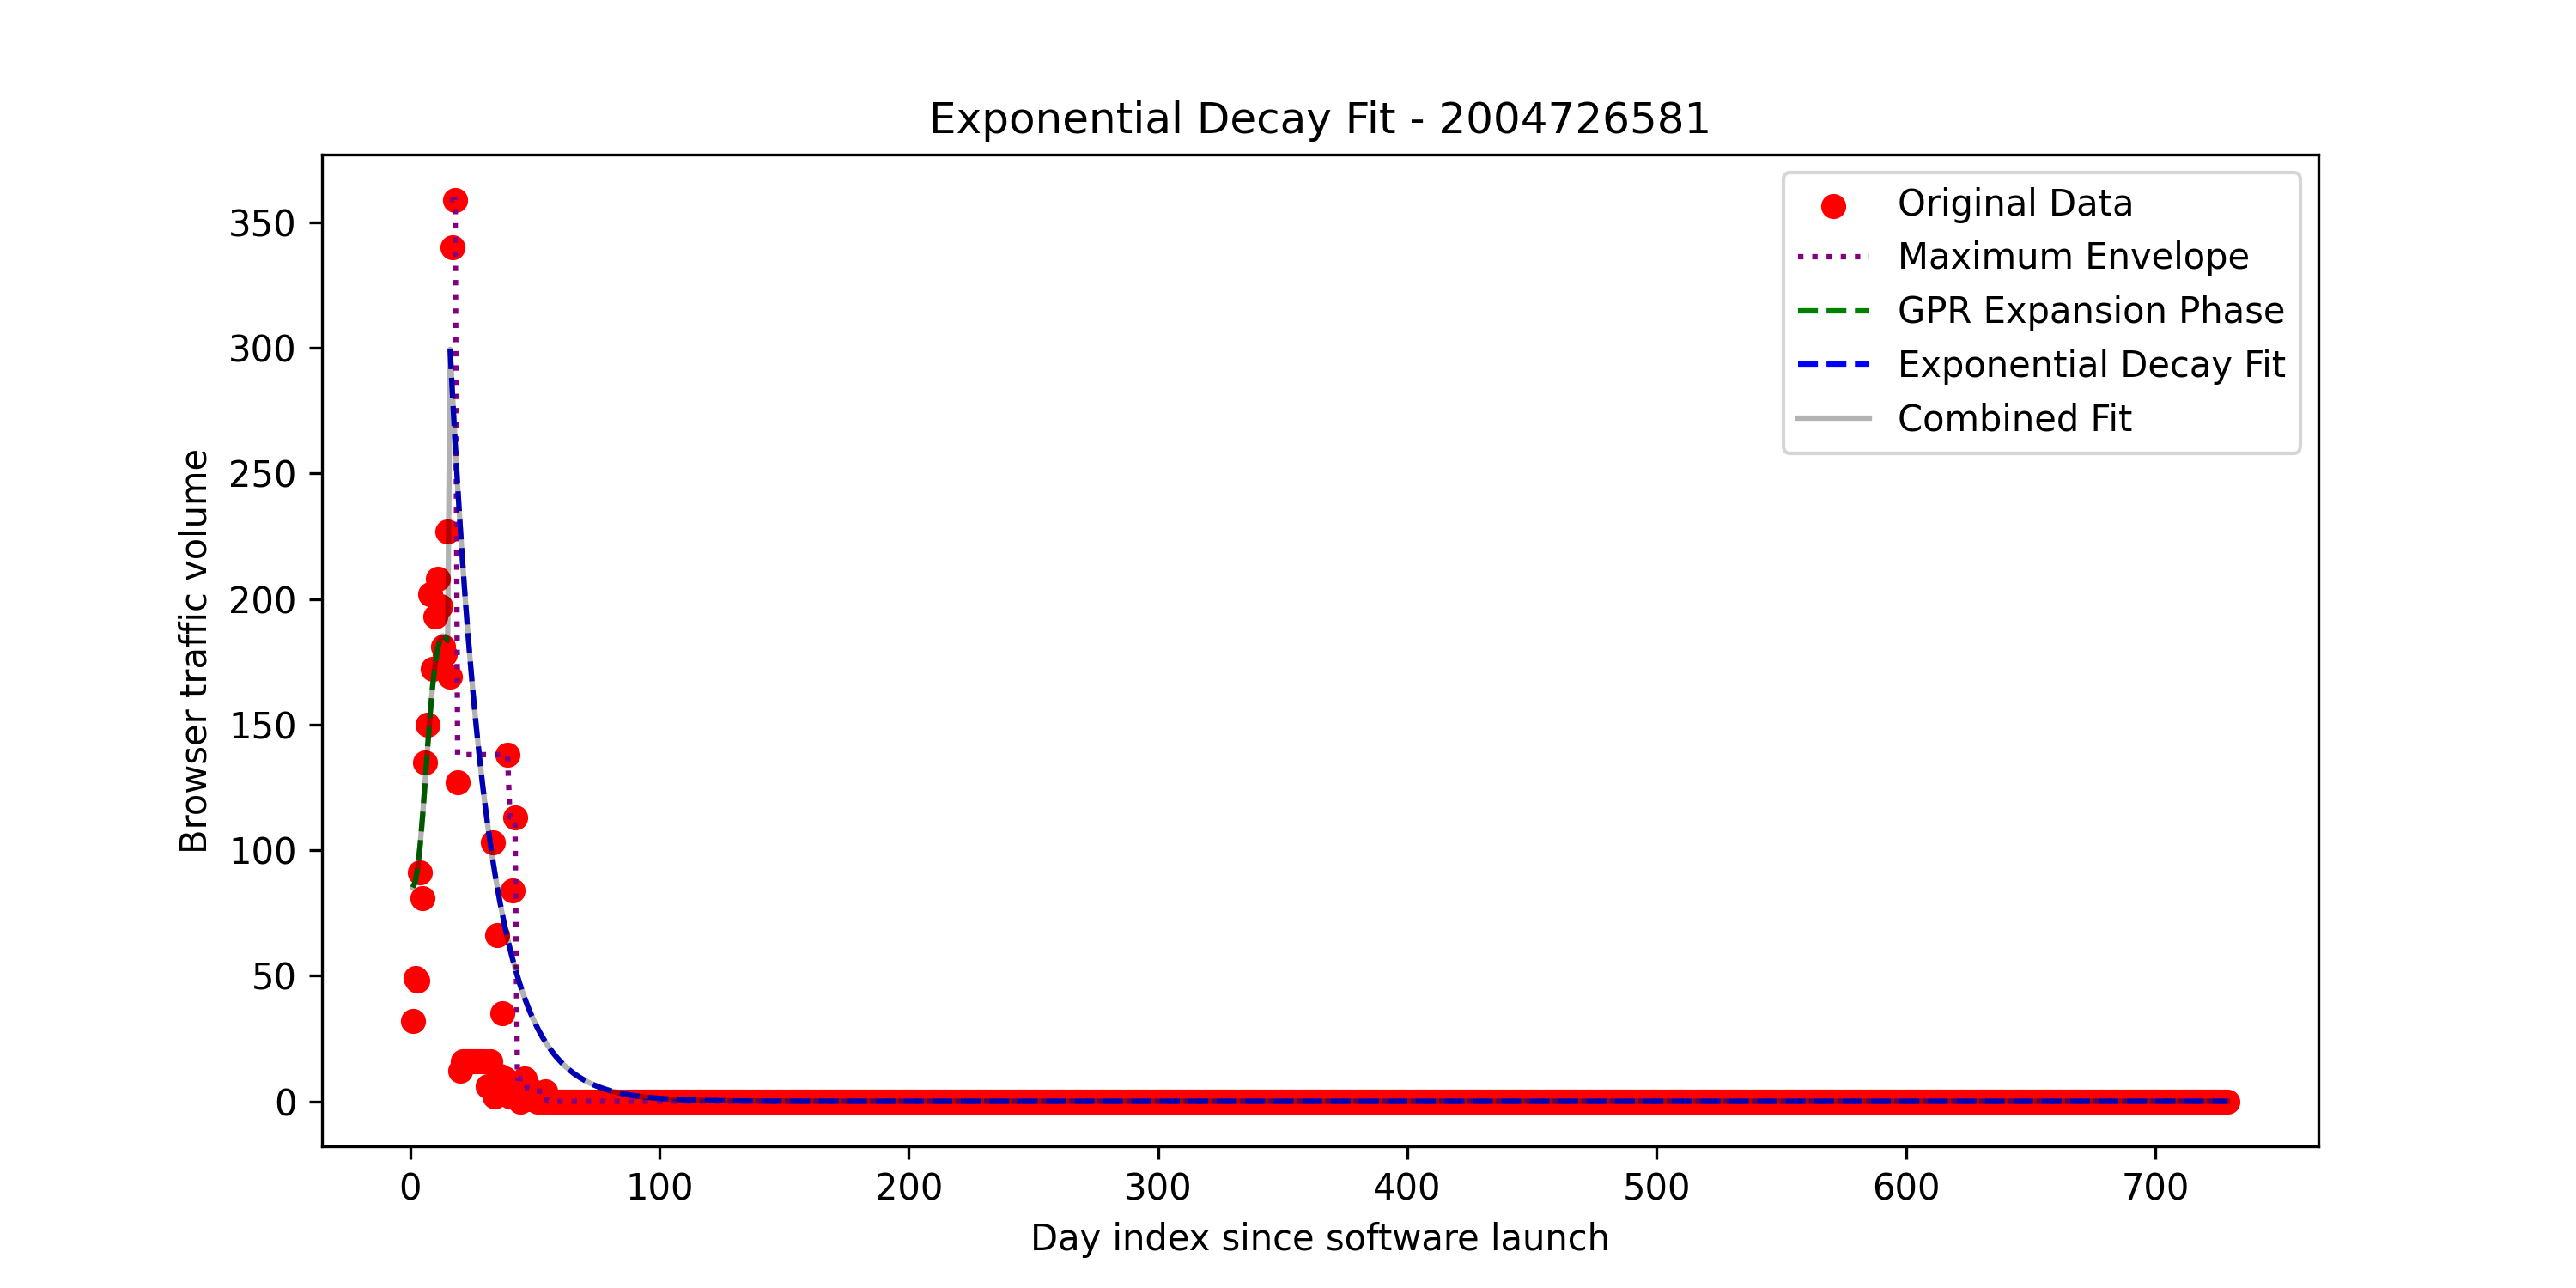 Exponential Decay Fit - 2004726581
Original Data
Maximum Envelope
GPR Expansion Phase
Exponential Decay Fit
Combined Fit
Browser traffic volume
350
300
250
200
150
100
50
0
0 100 200 300 400 500 600 700
Day index since software launch